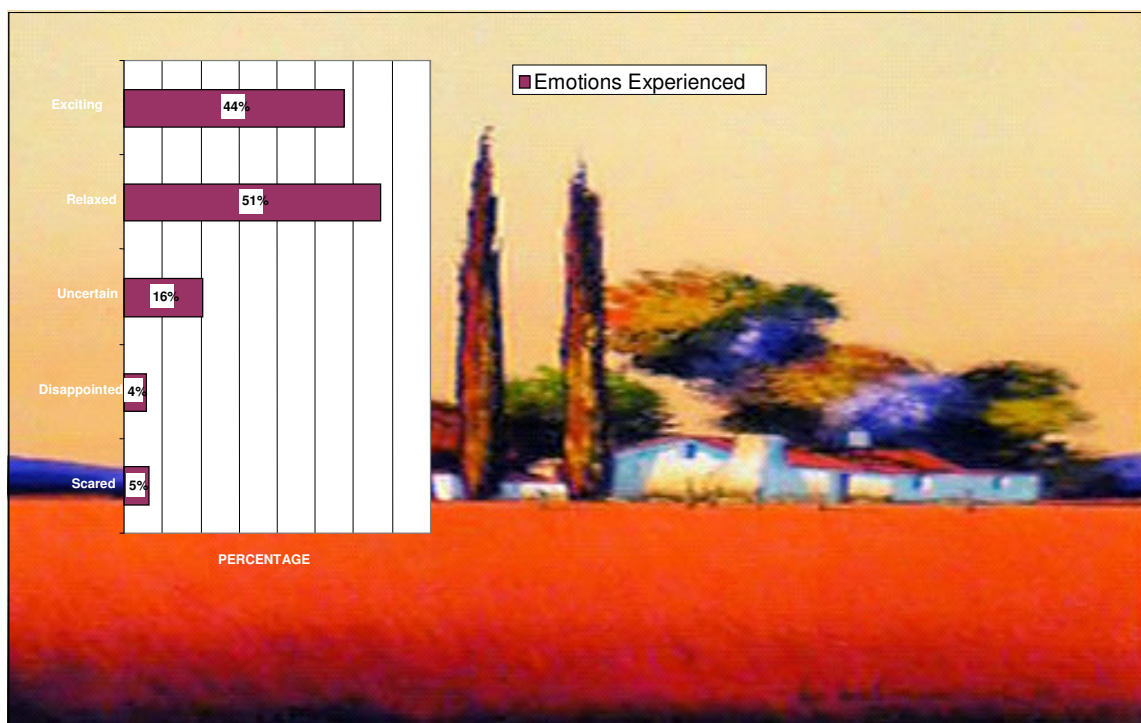 Emotions Experienced
Exciting
44%
Relaxed
51%
Uncertain
16%
Disappointed
4%
Scared
5%
PERCENTAGE